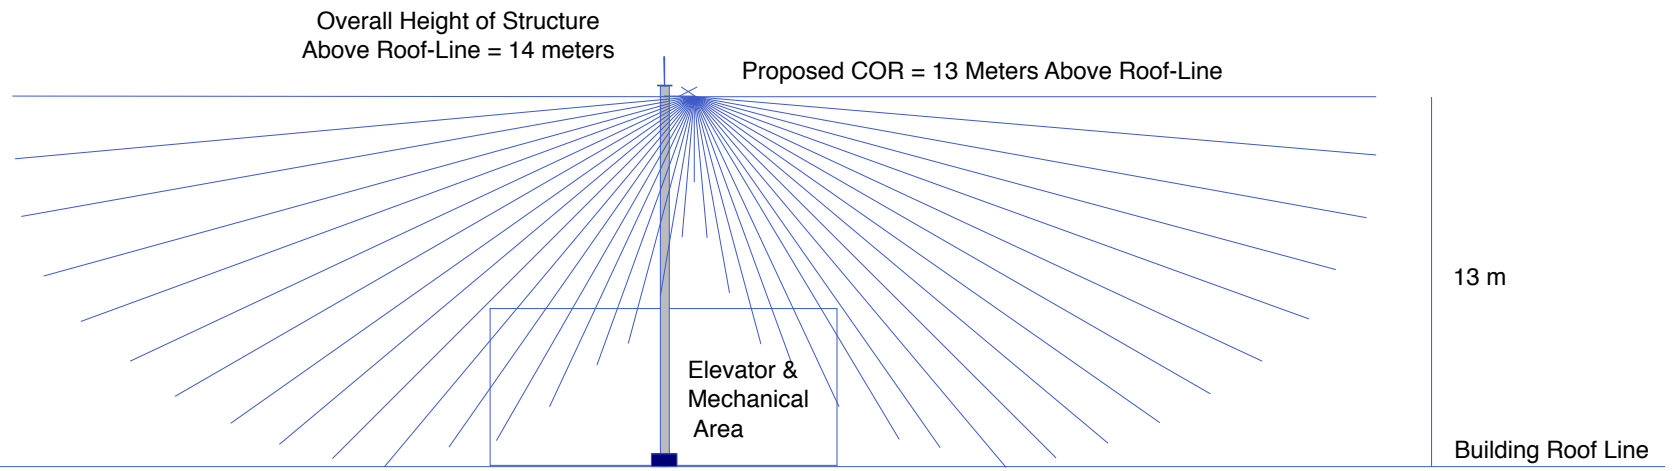 Overall Height of Structure
Above Roof-Line = 14 meters
Proposed COR = 13 Meters Above Roof-Line
13 m
Elevator &
Mechanical
Area
Building Roof Line